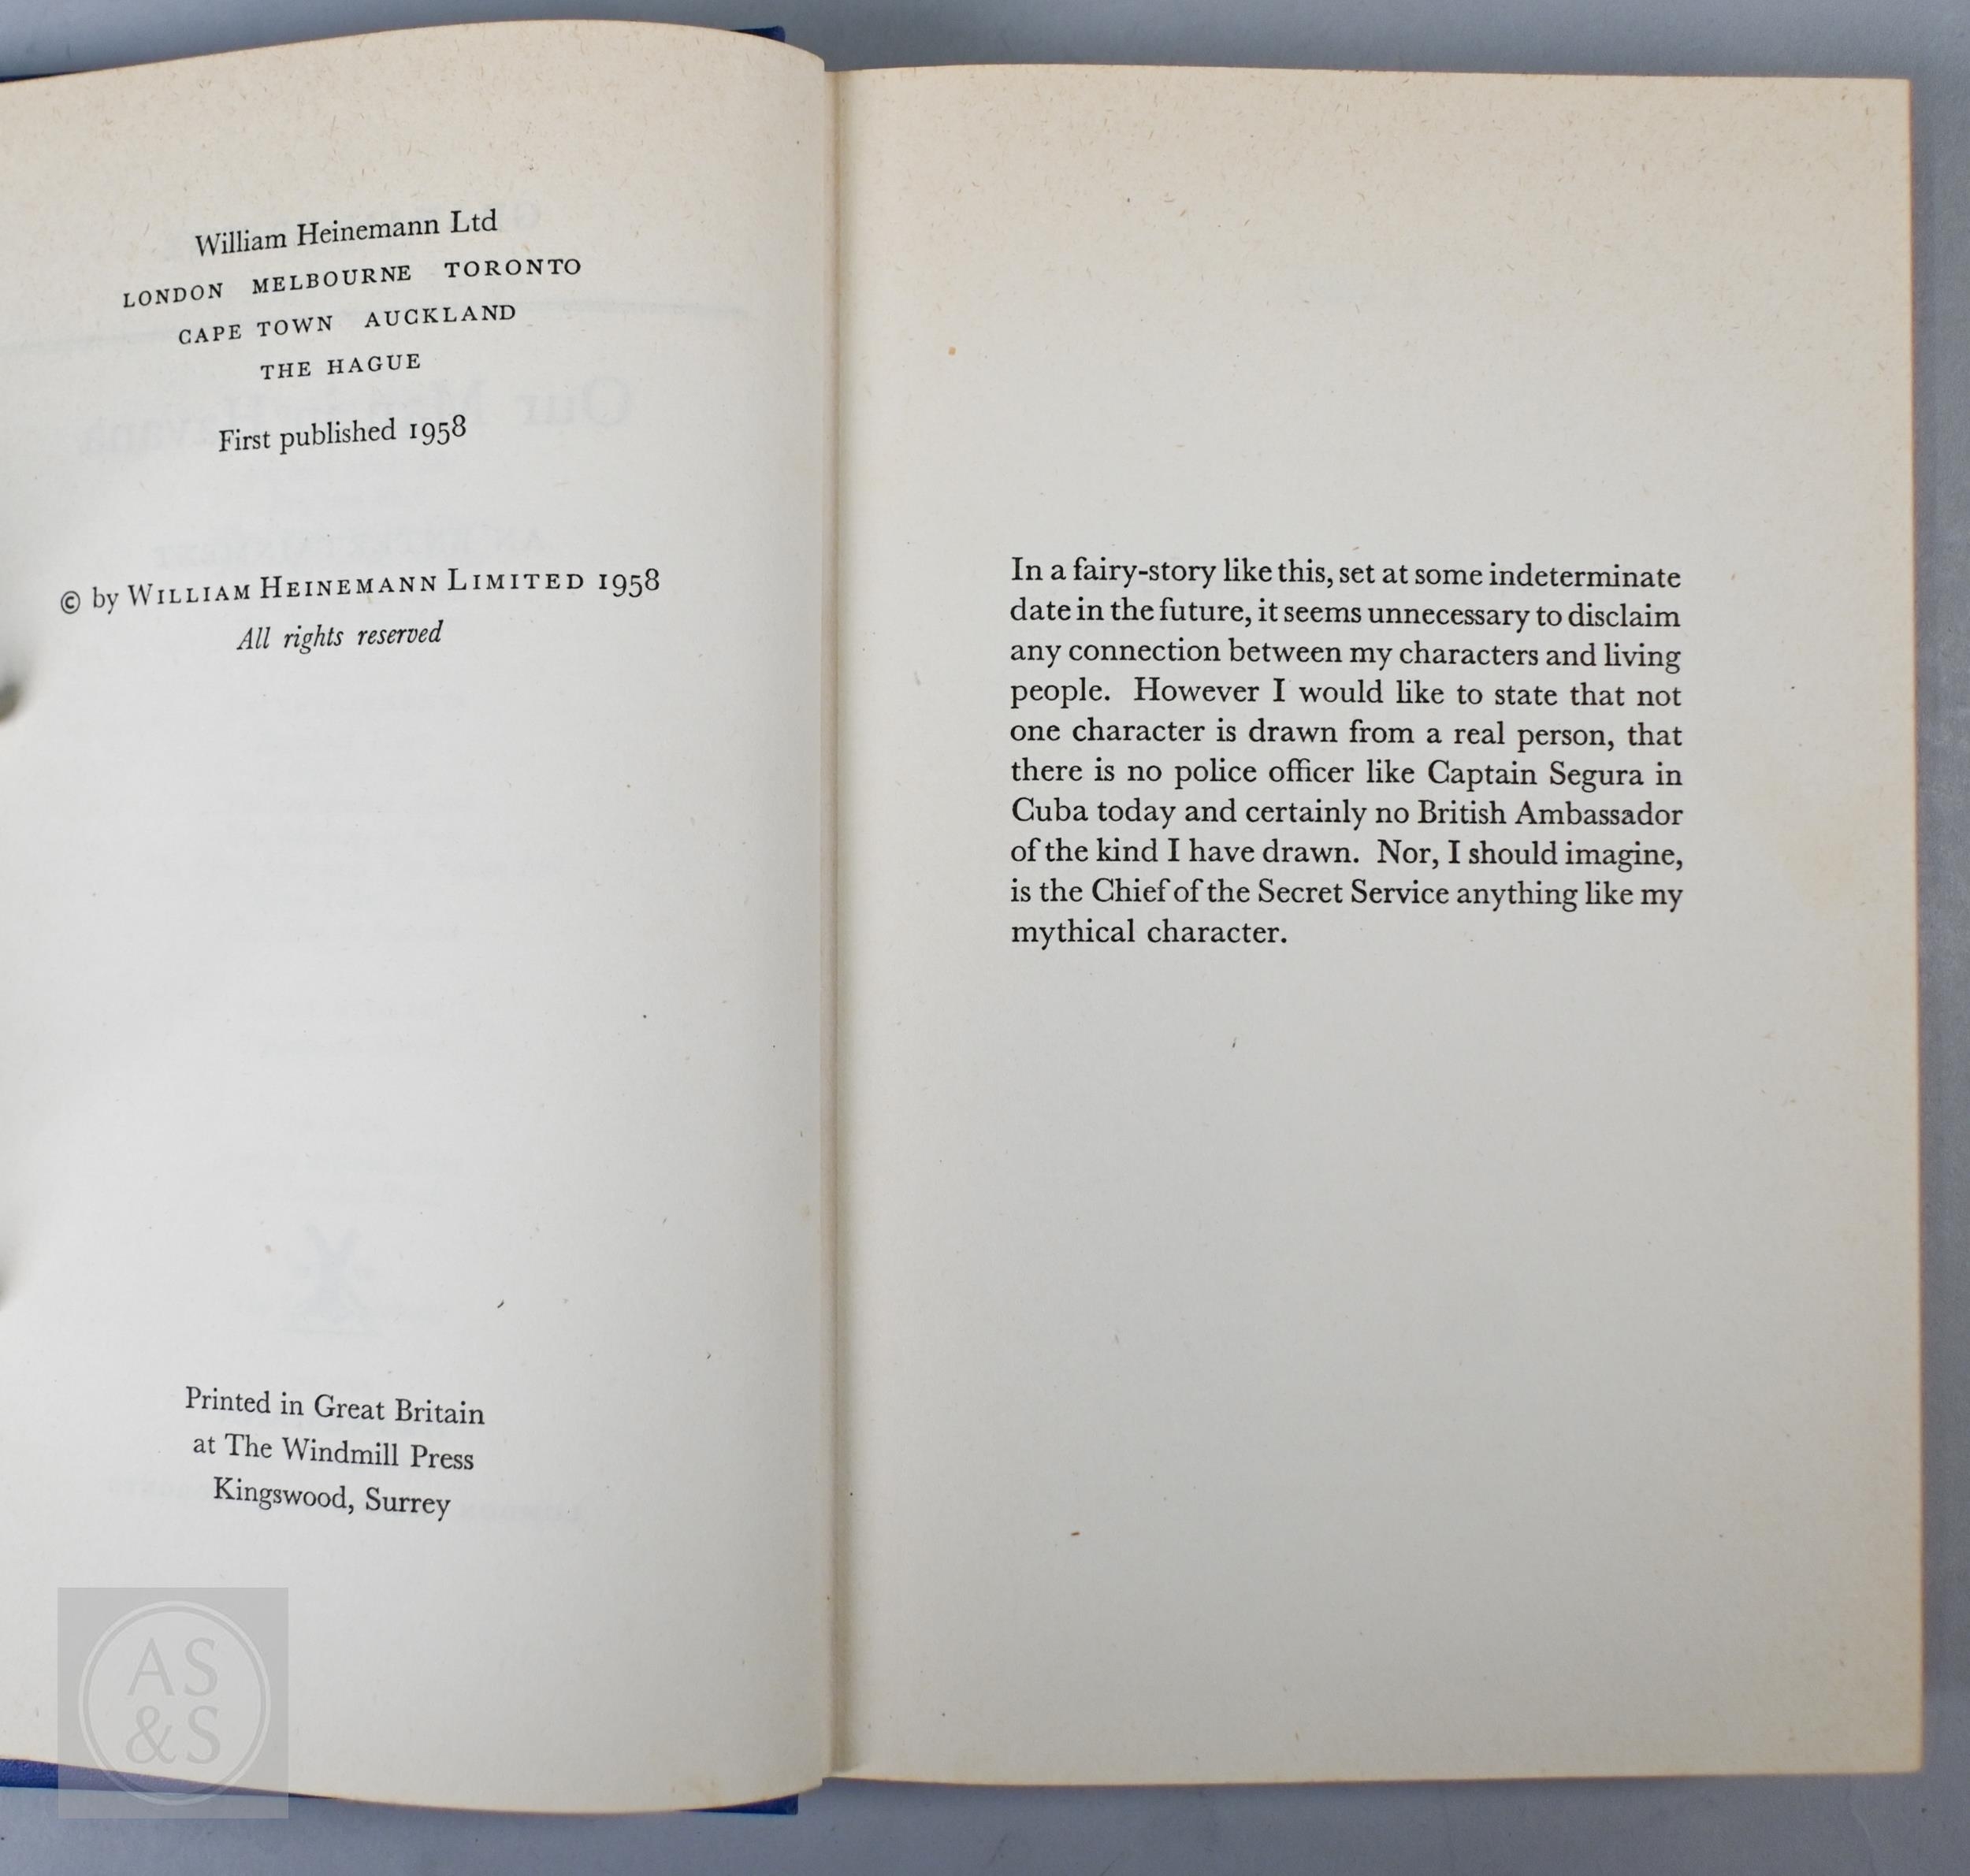 William Heinemann Ltd
LONDON MELBOURNE TORONTO
CAPE TOWN AUCKLAND
THE HAGUE
First published 1958
© by WILLIAM HEINEMANN LIMITED 1958
All rights reserved
Printed in Great Britain
at The Windmill Press
Kingswood, Surrey
AS
&S
In a fairy-story like this, set at some indeterminate
date in the future, it seems unnecessary to disclaim
any connection between my characters and living
people. However I would like to state that not
one character is drawn from a real person, that
there is no police officer like Captain Segura in
Cuba today and certainly no British Ambassador
of the kind I have drawn. Nor, I should imagine,
is the Chief of the Secret Service anything like my
mythical character.